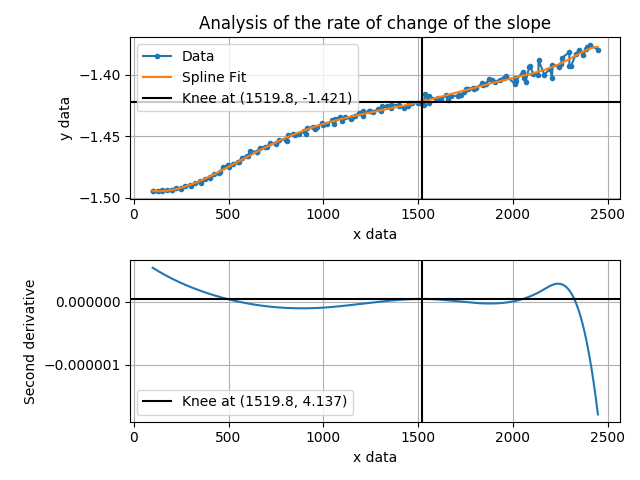 Analysis of the rate of change of the slope
−1.40
−1.45
−1.50
y data
Data
Spline Fit
Knee at (1519.8, -1.421)
0 500 1000 1500 2000 2500
x data
0.000000
−0.000001
Second derivative
Knee at (1519.8, 4.137)
0 500 1000 1500 2000 2500
x data